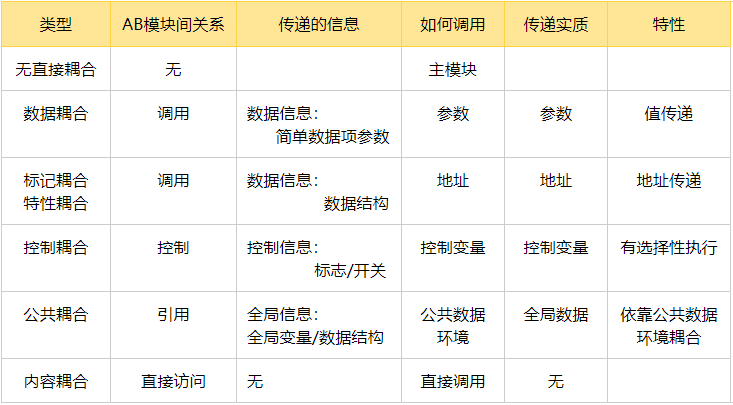 类型 AB模块间关系 传递的信息 如何调用 传递实质 特性
无直接耦合 无 主模块
数据耦合 调用 数据信息： 参数 参数 值传递
简单数据项参数
标记耦合 调用 数据信息： 地址 地址 地址传递
特性耦合 数据结构
控制耦合 控制 控制信息： 控制变量 控制变量 有选择性执行
标志/开关
公共耦合 引用 全局信息： 公共数据 全局数据 依靠公共数据
全局变量/数据结构 环境 环境耦合
内容耦合 直接访问 无 直接调用 无